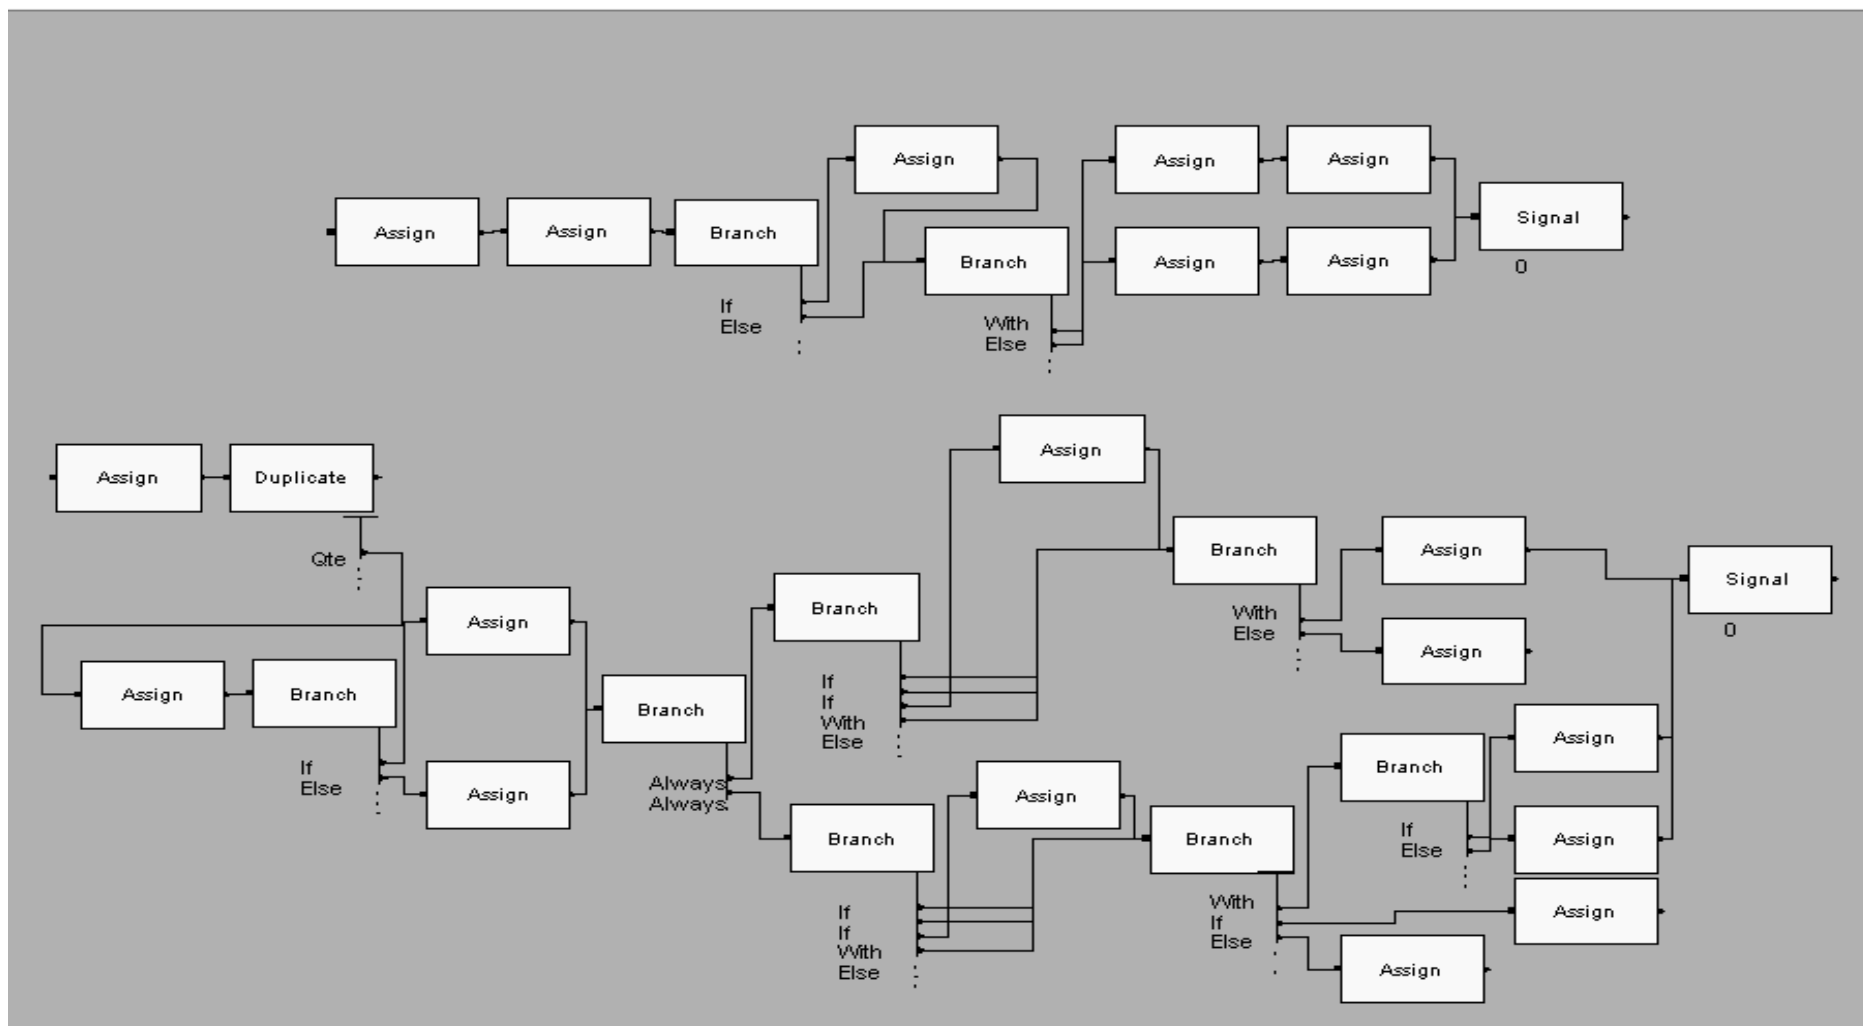 Assign
Assign
Assign
Assign
Assign
Branch
Branch
Signal
Assign
Assign
0
If
Else
With
Else
Assign
Assign
Duplicate
Branch
Assign
Qte
Signal
Branch
With
Else
Assign
Assign
0
Assign
Branch
Branch
If
If
With
Else
Assign
Branch
If
Else
Assign
Always
Always
Assign
If
Else
Branch
Branch
Assign
With
If
Else
Assign
If
If
With
Else
Assign